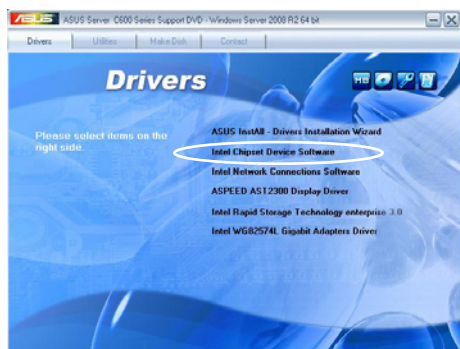 ASUS ASUS Server C600 Series Support DVD - Windows Server 2008 R2 64 bit
Drivers Utilities Make Disk Contact
Drivers
Please select items on the
right side.
ASUS InstAll - Drivers Installation Wizard
Intel Chipset Device Software
Intel Network Connections Software
ASPEED AST2300 Display Driver
Intel Rapid Storage Technology enterprise 3.0
Intel WG82574L Gigabit Adapters Driver